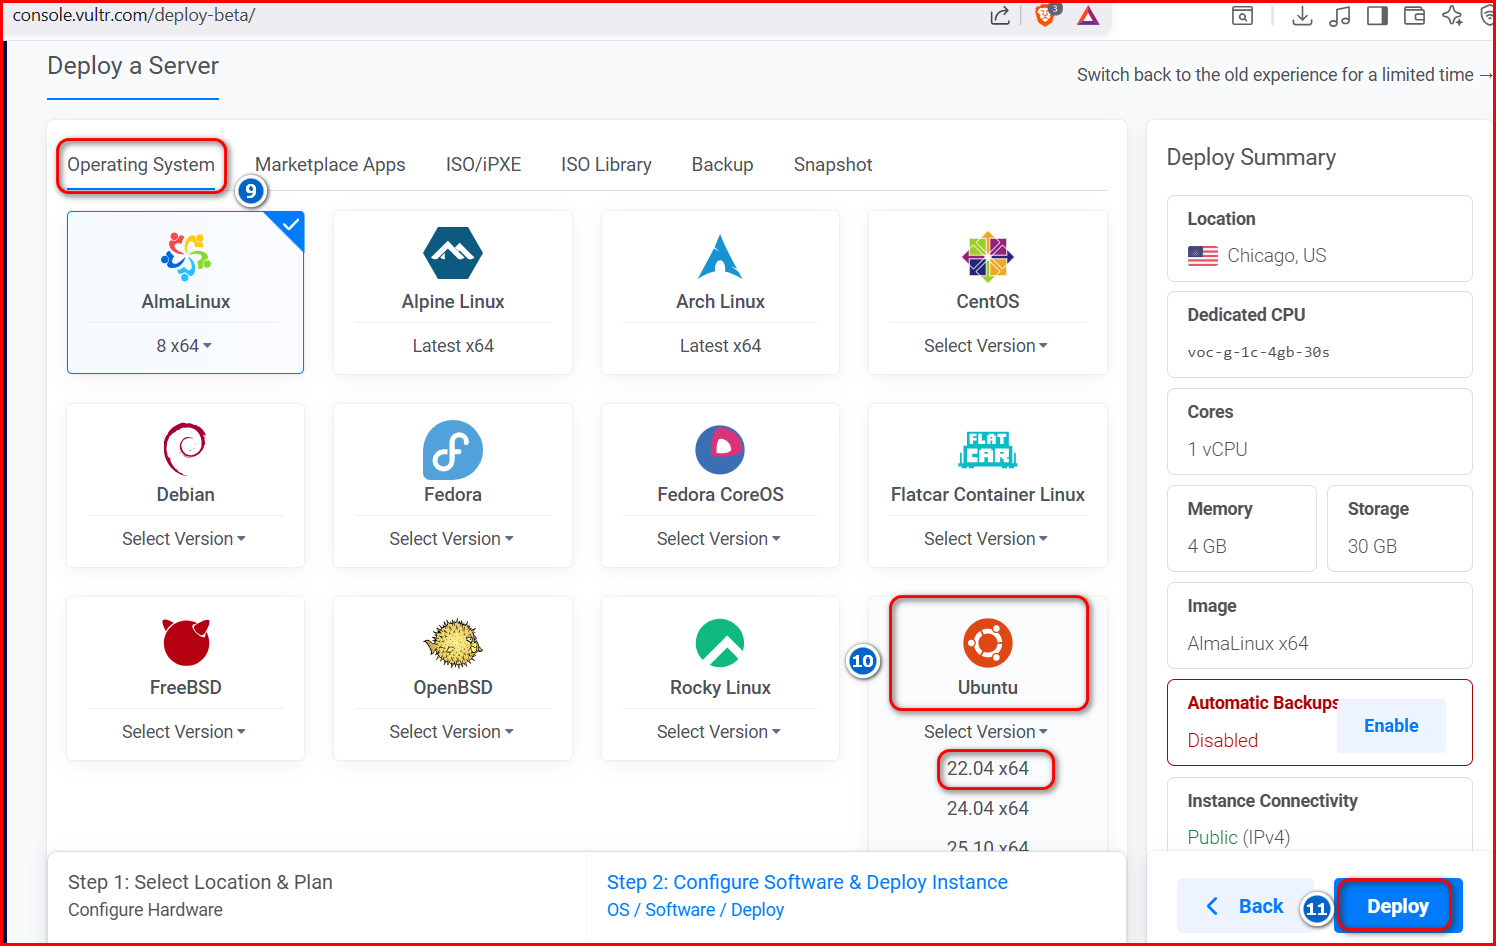 console.vultr.com/deploy-beta/
3
Deploy a Server
Switch back to the old experience for a limited time →
Operating System
Marketplace Apps
ISO/iPXE
ISO Library
Backup
Snapshot
9
AlmaLinux
8 x64
Alpine Linux
Latest x64
Arch Linux
Latest x64
CentOS
Select Version
Debian
Select Version
Fedora
Select Version
Fedora CoreOS
Select Version
FLAT
CAR
Flatcar Container Linux
Select Version
FreeBSD
Select Version
OpenBSD
Select Version
Rocky Linux
Select Version
10
Ubuntu
Select Version
22.04 x64
24.04 x64
25.10 x64
Deploy Summary
Location
Chicago, US
Dedicated CPU
voc-g-1c-4gb-30s
Cores
1 vCPU
Memory
4 GB
Storage
30 GB
Image
AlmaLinux x64
Automatic Backups
Disabled
Enable
Instance Connectivity
Public (IPv4)
Step 1: Select Location & Plan
Configure Hardware
Step 2: Configure Software & Deploy Instance
OS / Software / Deploy
Back
11
Deploy